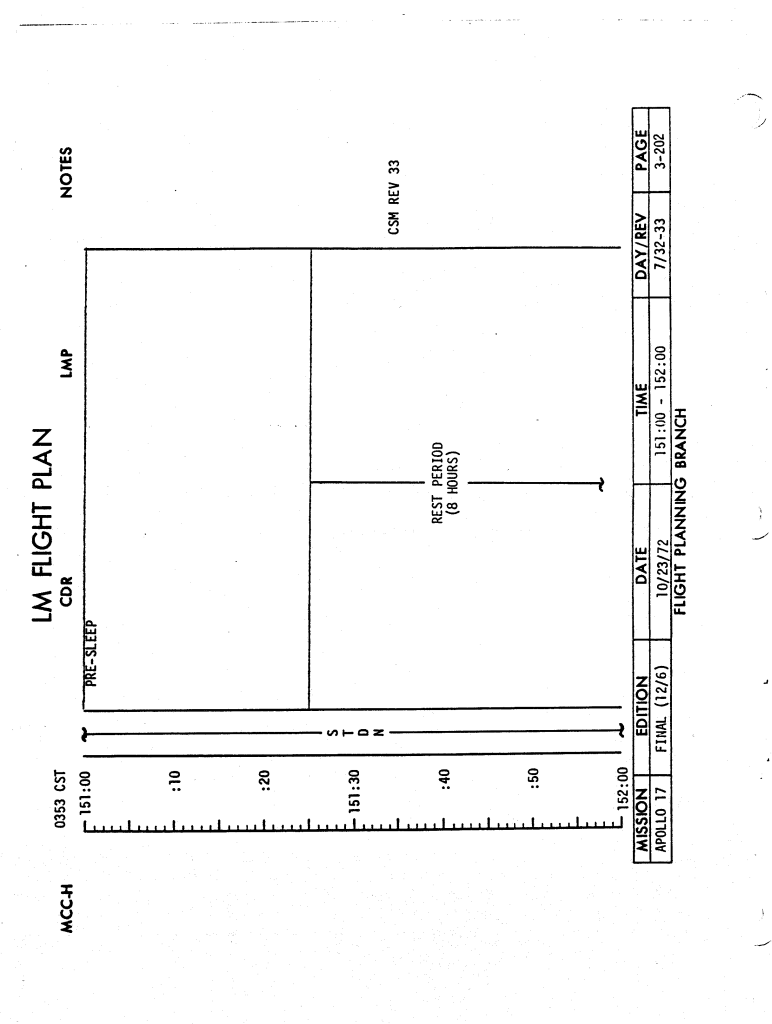 LM FLIGHT PLAN
MCC-H CDR LMP NOTES
0353 CST
151:00
PRE-SLEEP
:10
:20
151:30
S
T
D
N
CSM REV 33
:40
REST PERIOD
(8 HOURS)
:50
152:00
MISSION EDITION DATE TIME DAY/REV PAGE
APOLLO 17 FINAL (12/6) 10/23/72 151:00 - 152:00 7/32-33 3-202
FLIGHT PLANNING BRANCH